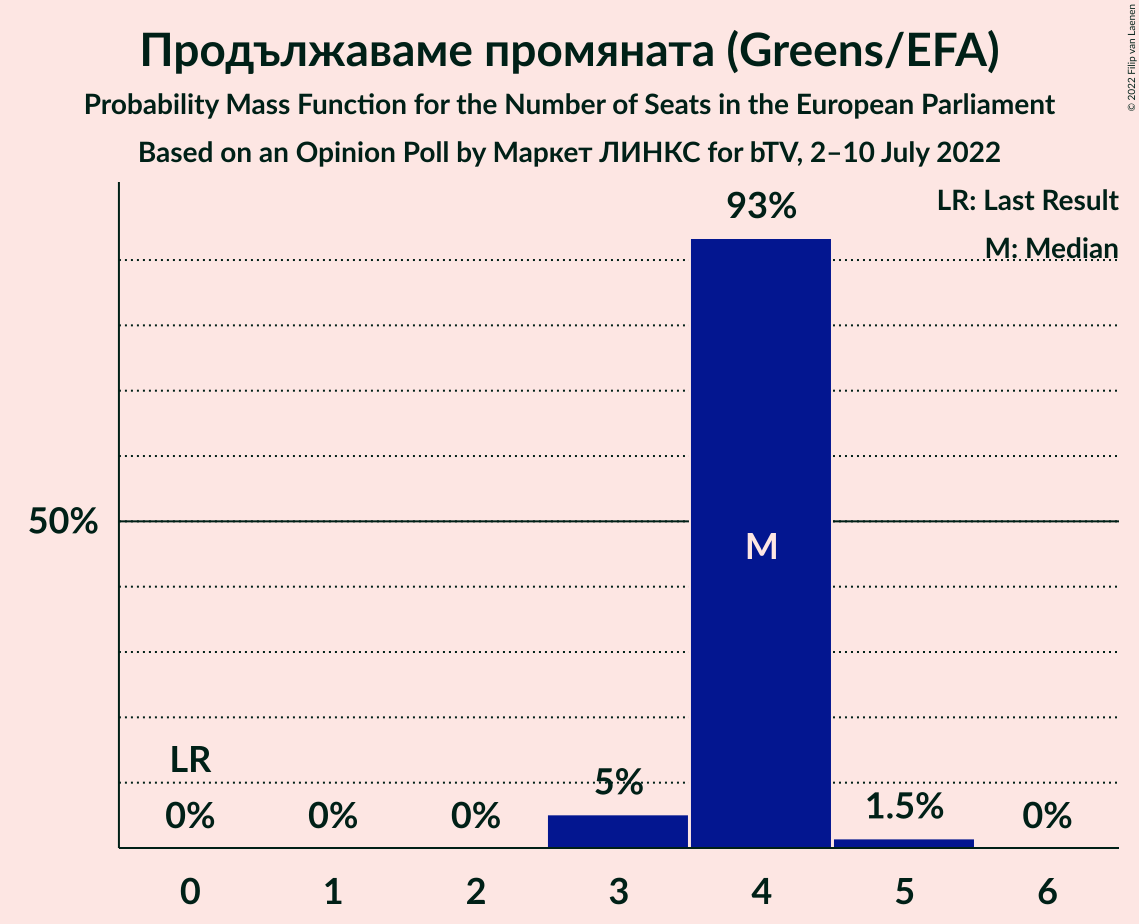 Продължаваме промяната (Greens/EFA)
Probability Mass Function for the Number of Seats in the European Parliament
Based on an Opinion Poll by Маркет ЛИНКС for bTV, 2–10 July 2022
© 2022 Filip van Laenen
LR: Last Result
M: Median
93%
50%
M
LR
0%
0%
0%
5%
1.5%
0%
0
1
2
3
4
5
6